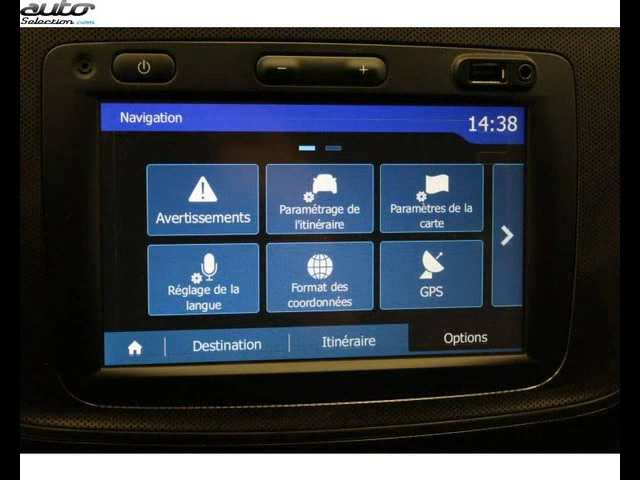 auto
Selection.com
Navigation
14:38
Avertissements
Paramétrage de
l'itinéraire
Paramètres de la
carte
Réglage de la
langue
Format des
coordonnées
GPS
Destination
Itinéraire
Options